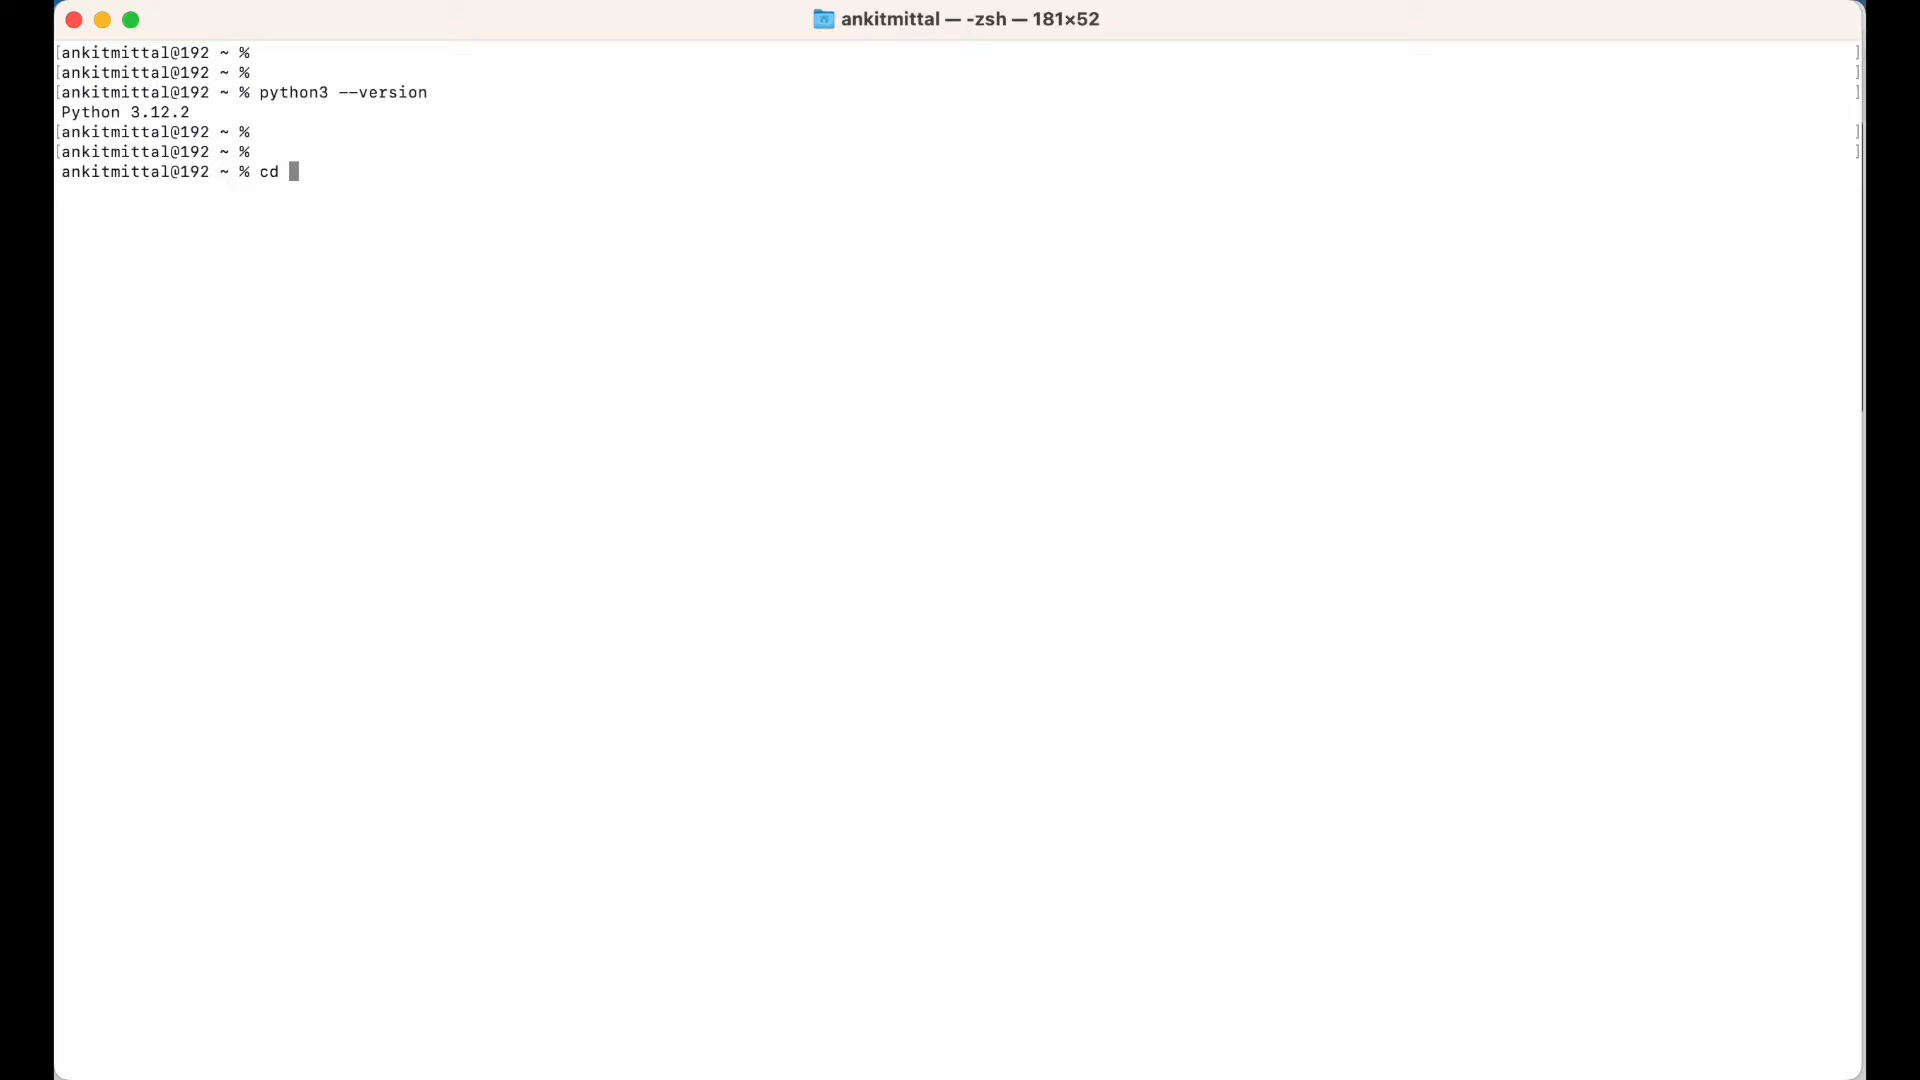 ankitmittal — -zsh — 181×52
[ankitmittal@192 ~ % ]
[ankitmittal@192 ~ % ]
[ankitmittal@192 ~ % python3 --version ]
Python 3.12.2
[ankitmittal@192 ~ % ]
[ankitmittal@192 ~ % ]
ankitmittal@192 ~ % cd